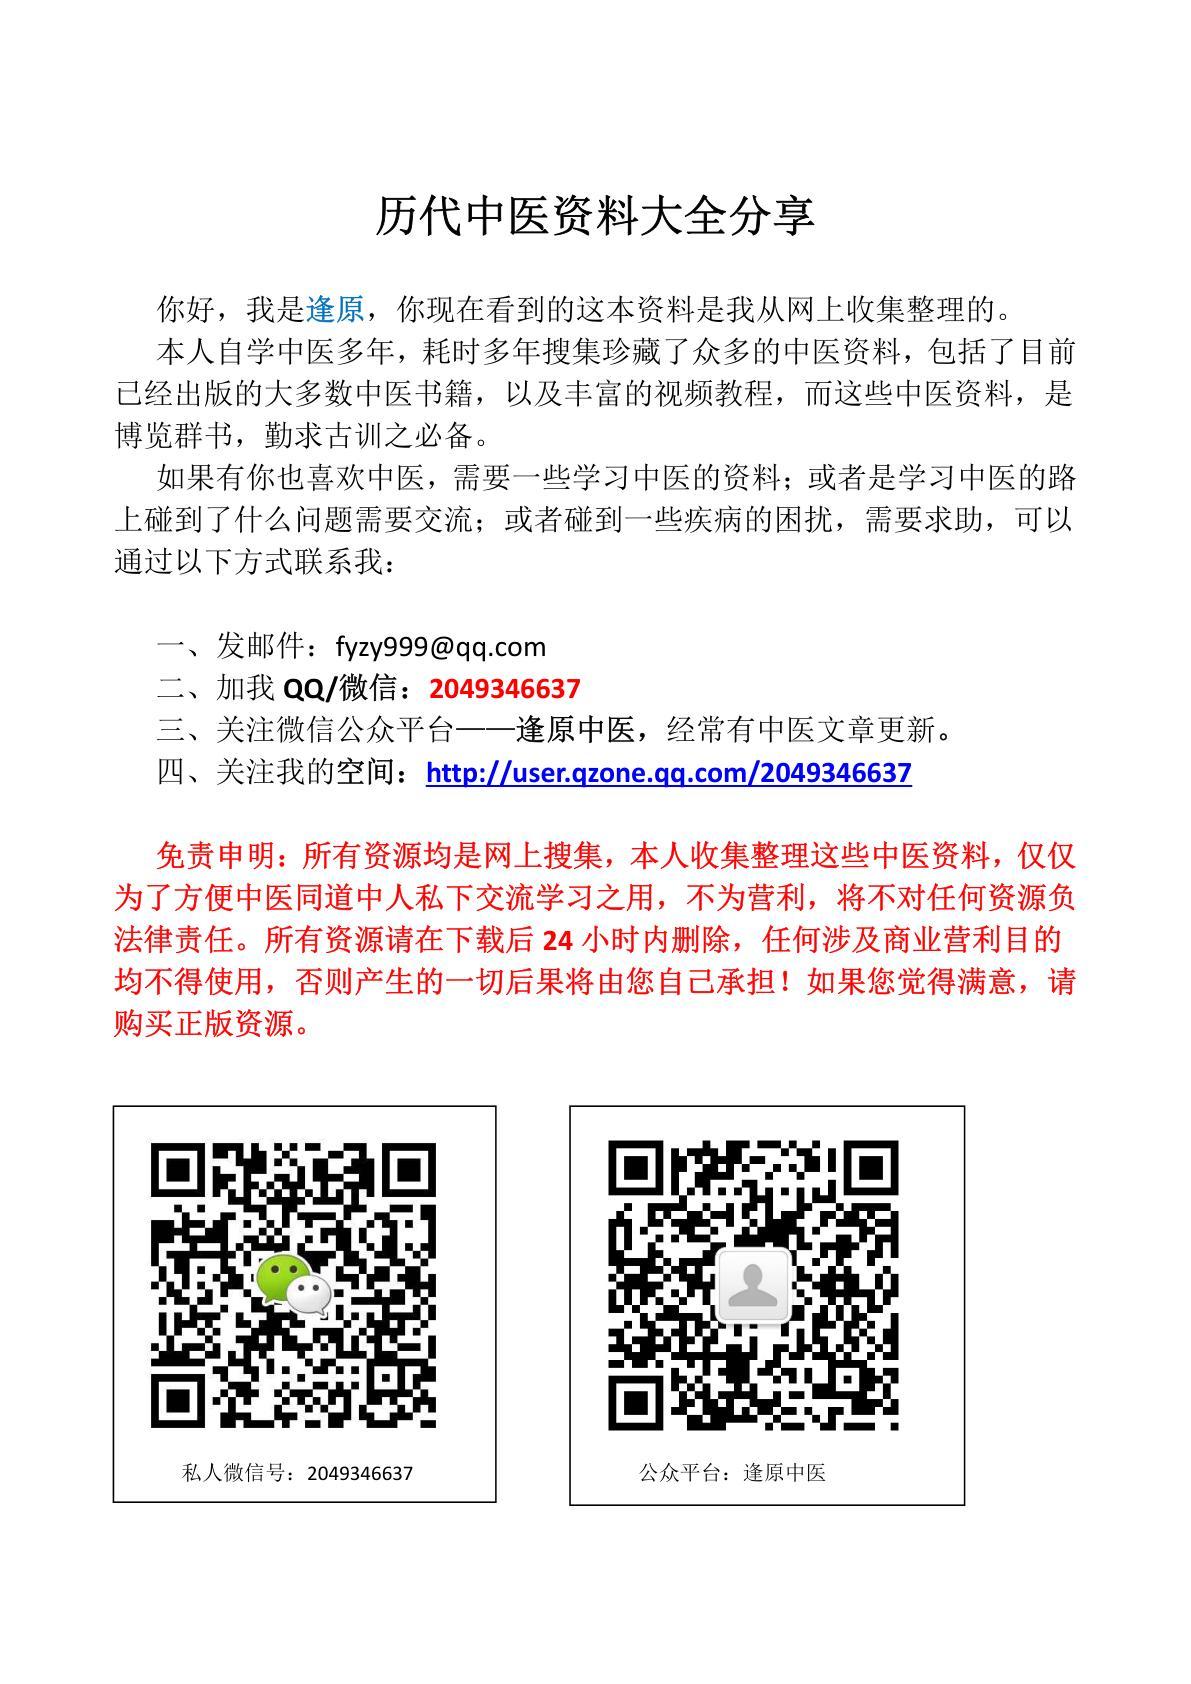 历代中医资料大全分享
你好，我是逢原，你现在看到的这本资料是我从网上收集整理的。
本人自学中医多年，耗时多年搜集珍藏了众多的中医资料，包括了目前
已经出版的大多数中医书籍，以及丰富的视频教程，而这些中医资料，是
博览群书，勤求古训之必备。
如果有你也喜欢中医，需要一些学习中医的资料；或者是学习中医的路
上碰到了什么问题需要交流；或者碰到一些疾病的困扰，需要求助，可以
通过以下方式联系我：
一、发邮件：fyzy999@qq.com
二、加我 QQ/微信：2049346637
三、关注微信公众平台——逢原中医，经常有中医文章更新。
四、关注我的空间：http://user.qzone.qq.com/2049346637
免责申明：所有资源均是网上搜集，本人收集整理这些中医资料，仅仅
为了方便中医同道中人私下交流学习之用，不为营利，将不对任何资源负
法律责任。所有资源请在下载后 24 小时内删除，任何涉及商业营利目的
均不得使用，否则产生的一切后果将由您自己承担！如果您觉得满意，请
购买正版资源。
私人微信号：2049346637
公众平台：逢原中医